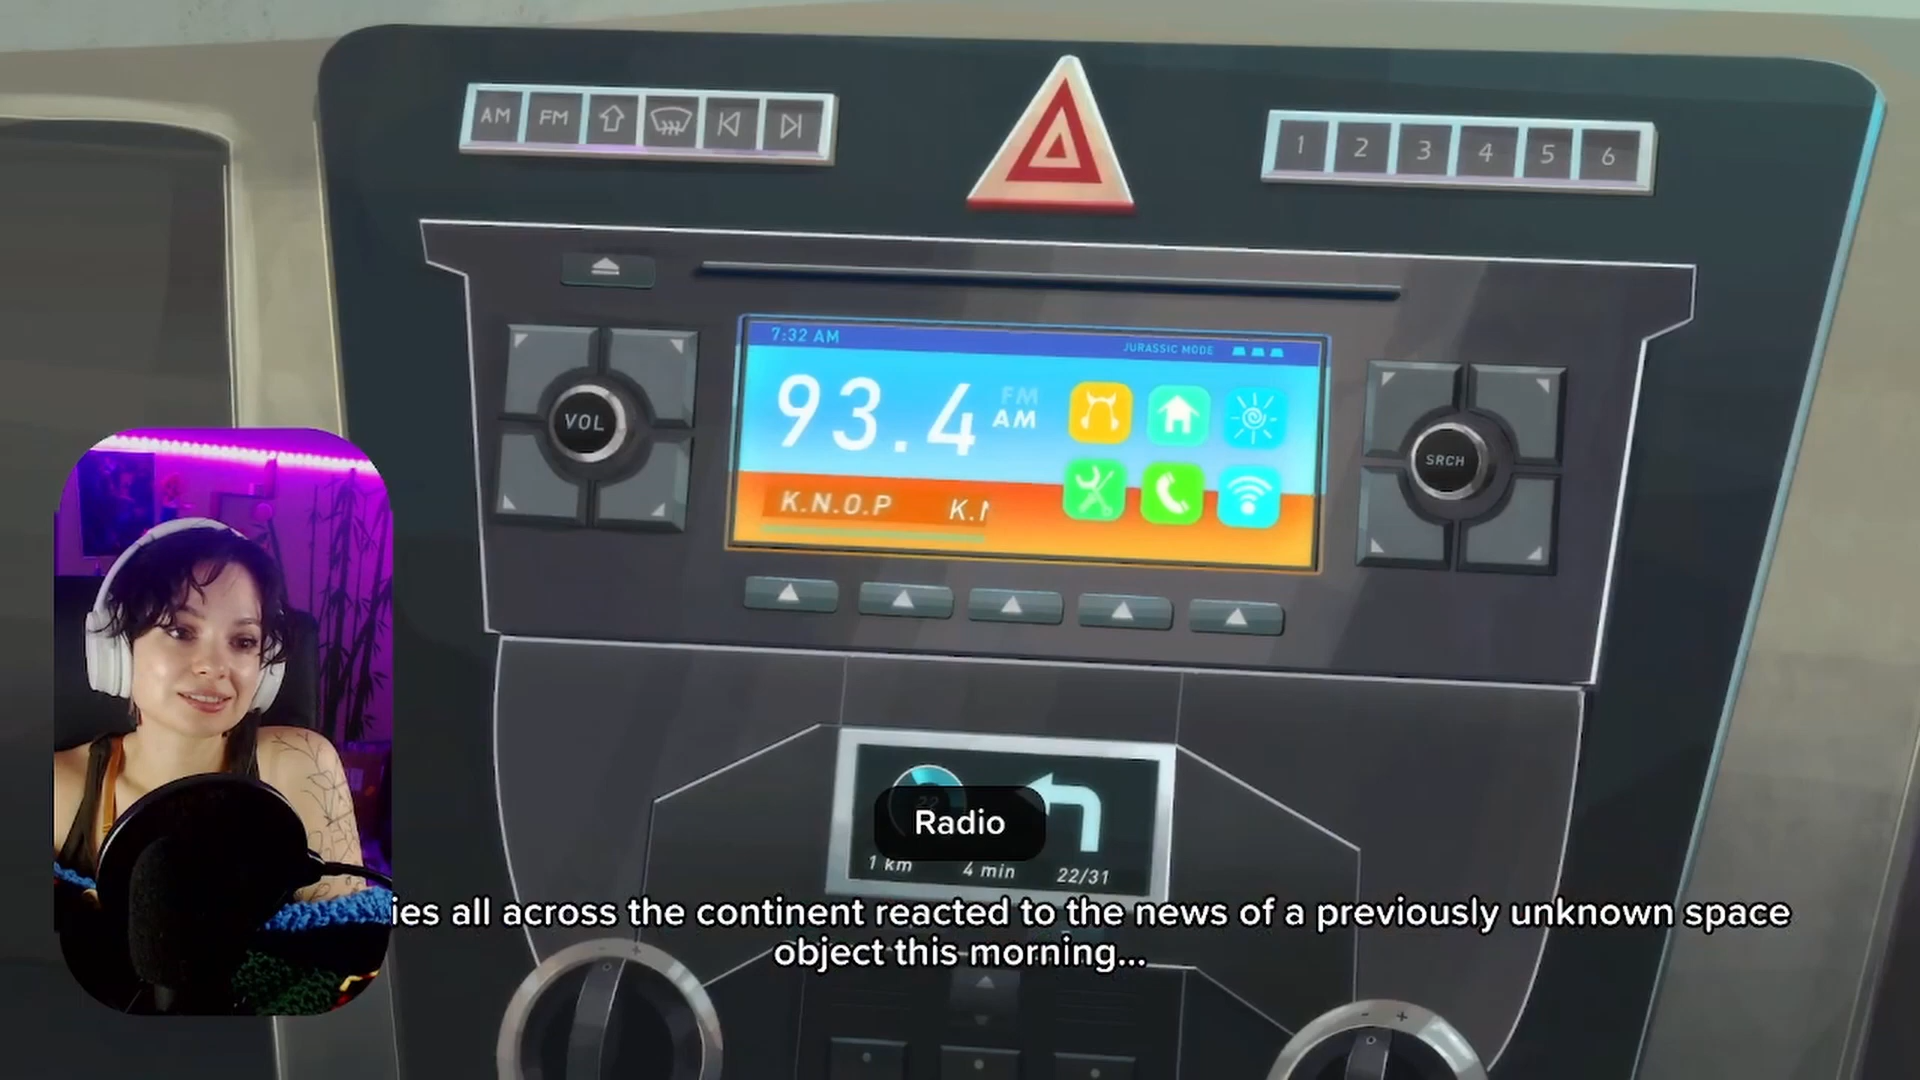 AM FM
1 2 3 4 5 6
7:32 AM JURASSIC MODE
93.4 FM AM
K.N.O.P
VOL
SRCH
Radio
1 km 4 min 22/31
all across the continent reacted to the news of a previously unknown space
object this morning...